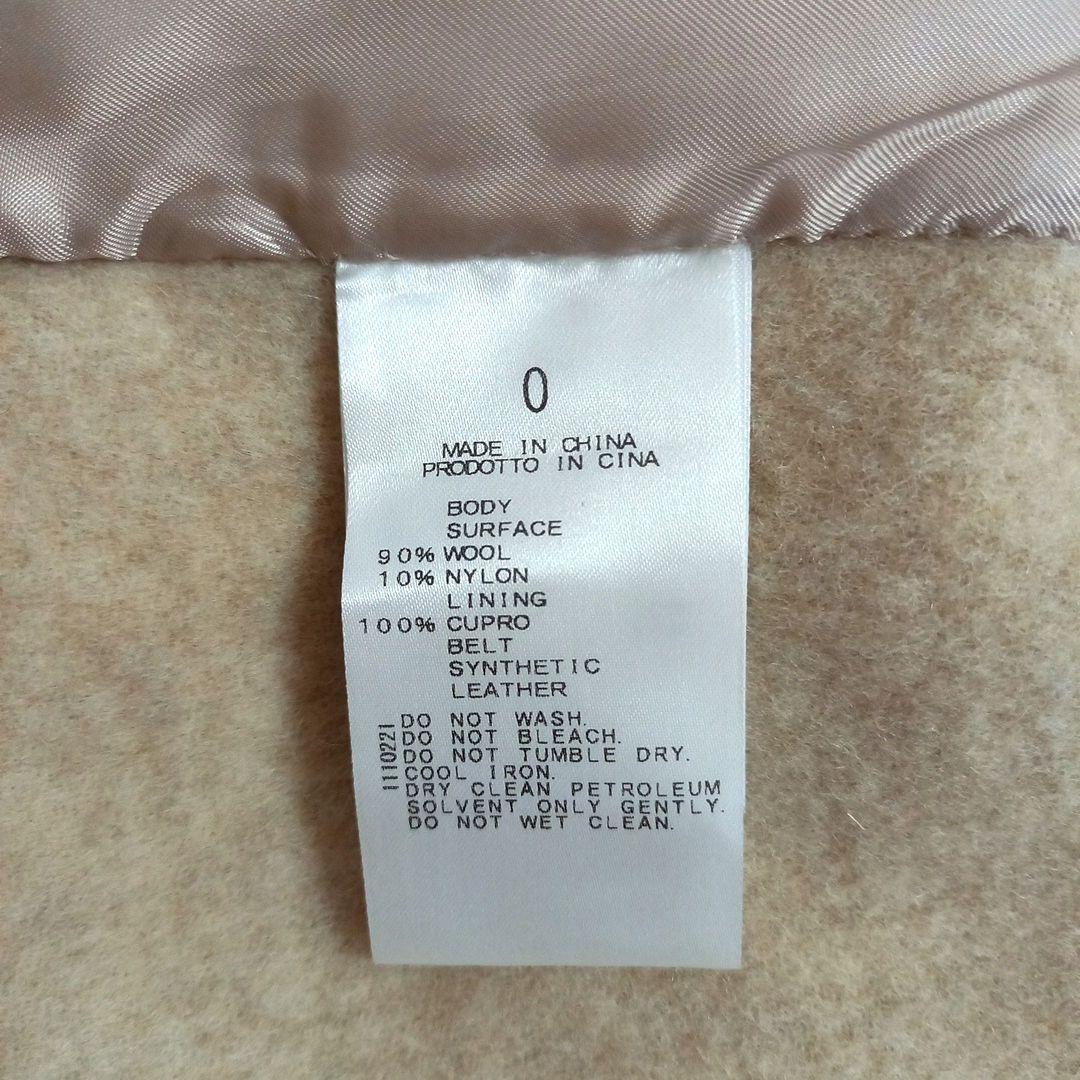 0
MADE IN CHINA
PRODOTTO IN CINA
BODY
SURFACE
90% WOOL
10% NYLON
LINING
100% CUPRO
BELT
SYNTHETIC
LEATHER
DO NOT WASH.
DO NOT BLEACH.
DO NOT TUMBLE DRY.
COOL IRON.
DRY CLEAN PETROLEUM
SOLVENT ONLY GENTLY.
DO NOT WET CLEAN.
1110221